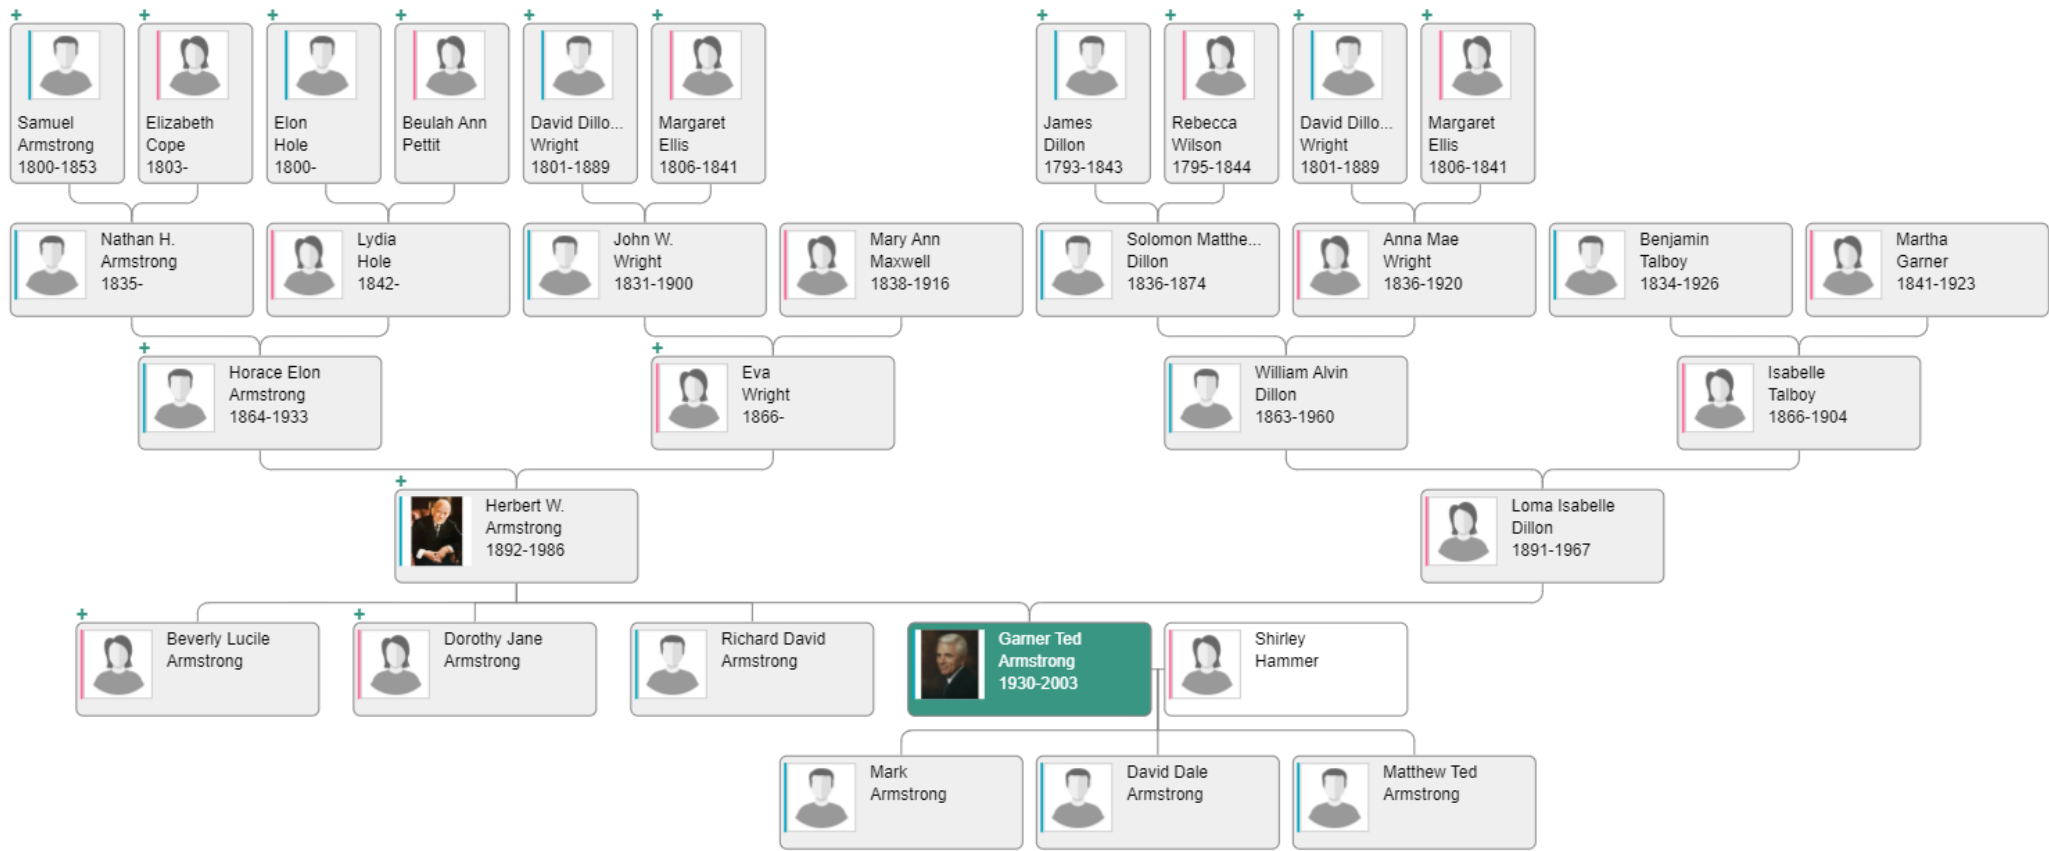 Samuel
Armstrong
1800-1853
Elizabeth
Cope
1803-
Elon
Hole
1800-
Beulah Ann
Pettit
David Dillo...
Wright
1801-1889
Margaret
Ellis
1806-1841
James
Dillon
1793-1843
Rebecca
Wilson
1795-1844
David Dillo...
Wright
1801-1889
Margaret
Ellis
1806-1841
Nathan H.
Armstrong
1835-
Lydia
Hole
1842-
John W.
Wright
1831-1900
Mary Ann
Maxwell
1838-1916
Solomon Matthe...
Dillon
1836-1874
Anna Mae
Wright
1836-1920
Benjamin
Talboy
1834-1926
Martha
Garner
1841-1923
Horace Elon
Armstrong
1864-1933
Eva
Wright
1866-
William Alvin
Dillon
1863-1960
Isabelle
Talboy
1866-1904
Herbert W.
Armstrong
1892-1986
Loma Isabelle
Dillon
1891-1967
Beverly Lucile
Armstrong
Dorothy Jane
Armstrong
Richard David
Armstrong
Garner Ted
Armstrong
1930-2003
Shirley
Hammer
Mark
Armstrong
David Dale
Armstrong
Matthew Ted
Armstrong